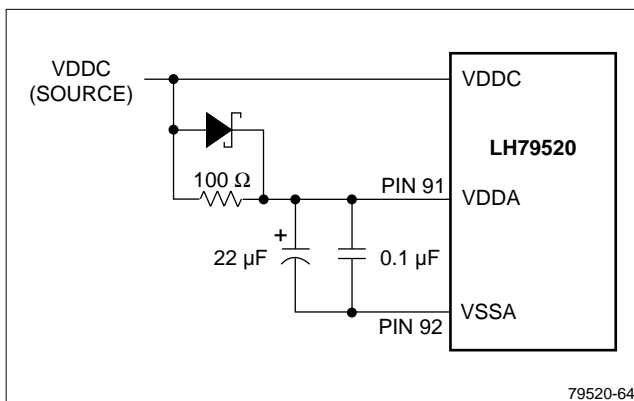 VDDC
(SOURCE)
VDDC
LH79520
100 Ω
PIN 91
VDDA
+
22 µF
0.1 µF
VSSA
PIN 92
79520-64